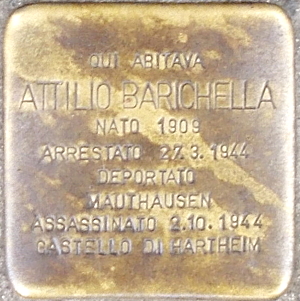 QUI ABITAVA
ATTILIO BARICHELLA
NATO 1909
ARRESTATO 27.3.1944
DEPORTATO
MAUTHAUSEN
ASSASSINATO 2.10.1944
CASTELLO DI HARTHEIM